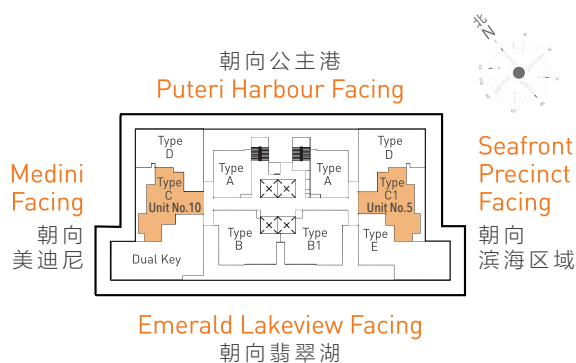 北
N
朝向公主港
Puteri Harbour Facing
Type
D
Type
D
Type
A
Type
A
Medini
Facing
朝向
美迪尼
Type
C
Unit No.10
Type
C1
Unit No.5
Seafront
Precinct
Facing
朝向
滨海区域
Type
B
Type
B1
Type
E
Dual Key
Emerald Lakeview Facing
朝向翡翠湖